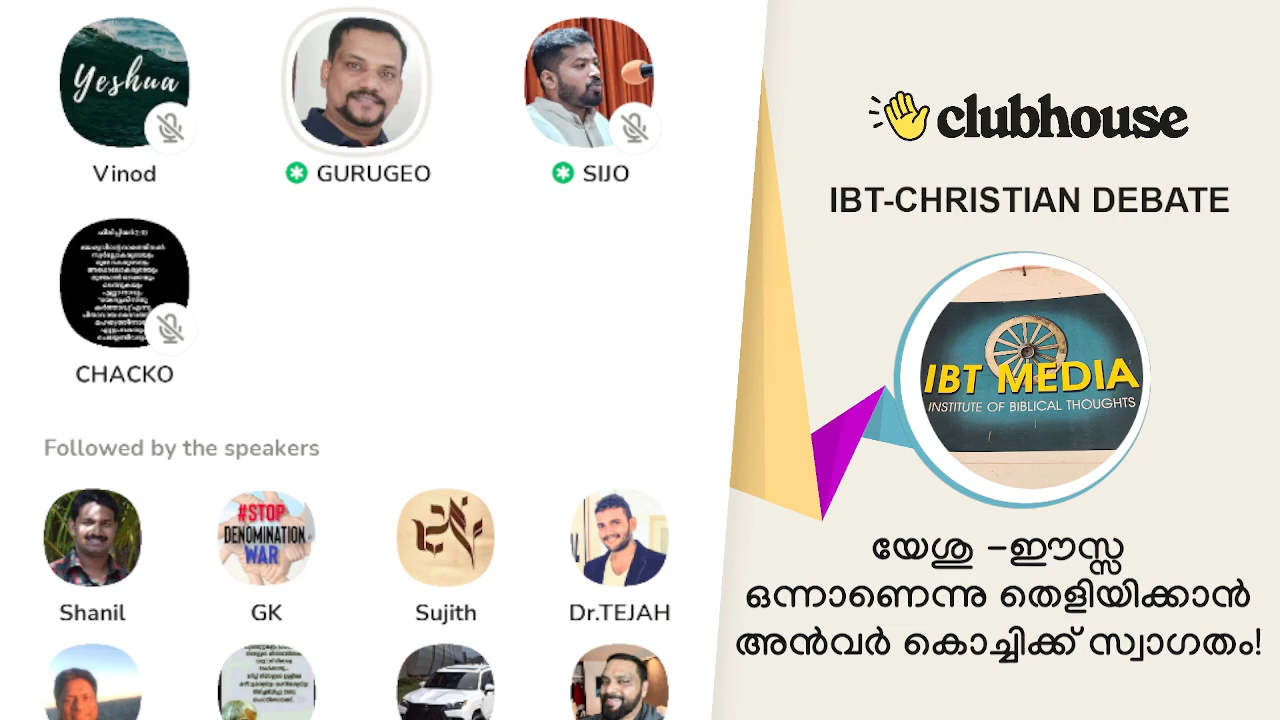 Yeshua
Vinod
GURUGEO
SIJO
CHACKO
Followed by the speakers
#STOP
DENOMINATION
WAR
Shanil
GK
Sujith
Dr.TEJAH
clubhouse
IBT-CHRISTIAN DEBATE
IBT MEDIA
INSTITUTE OF BIBLICAL THOUGHTS
യേശു -ഈസ്സ
ഒന്നാണെന്നു തെളിയിക്കാൻ
അൻവർ കൊച്ചിക്ക് സ്വാഗതം!